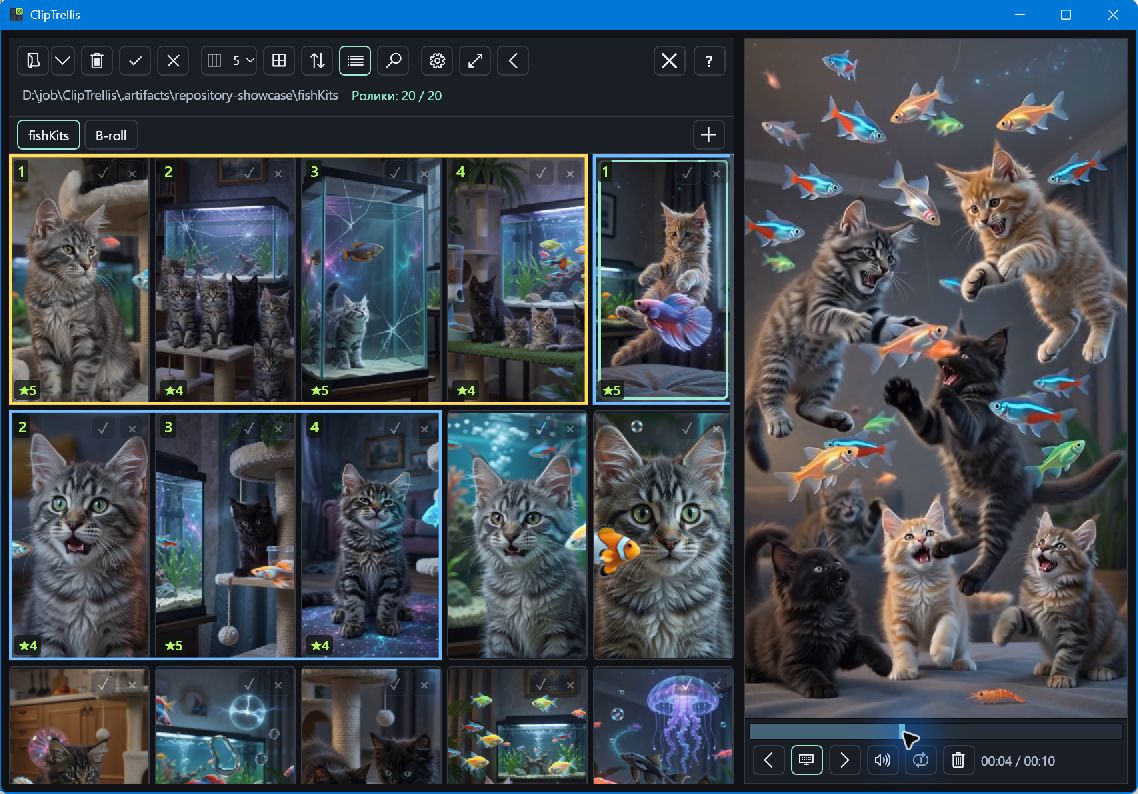 ClipTrellis
5
?
D:\job\ClipTrellis\.artifacts\repository-showcase\fishKits Ролики: 20 / 20
fishKits B-roll
1 2 3 4 1
★5 ★4 ★5 ★4 ★5
2 3 4
★4 ★5 ★4
00:04 / 00:10